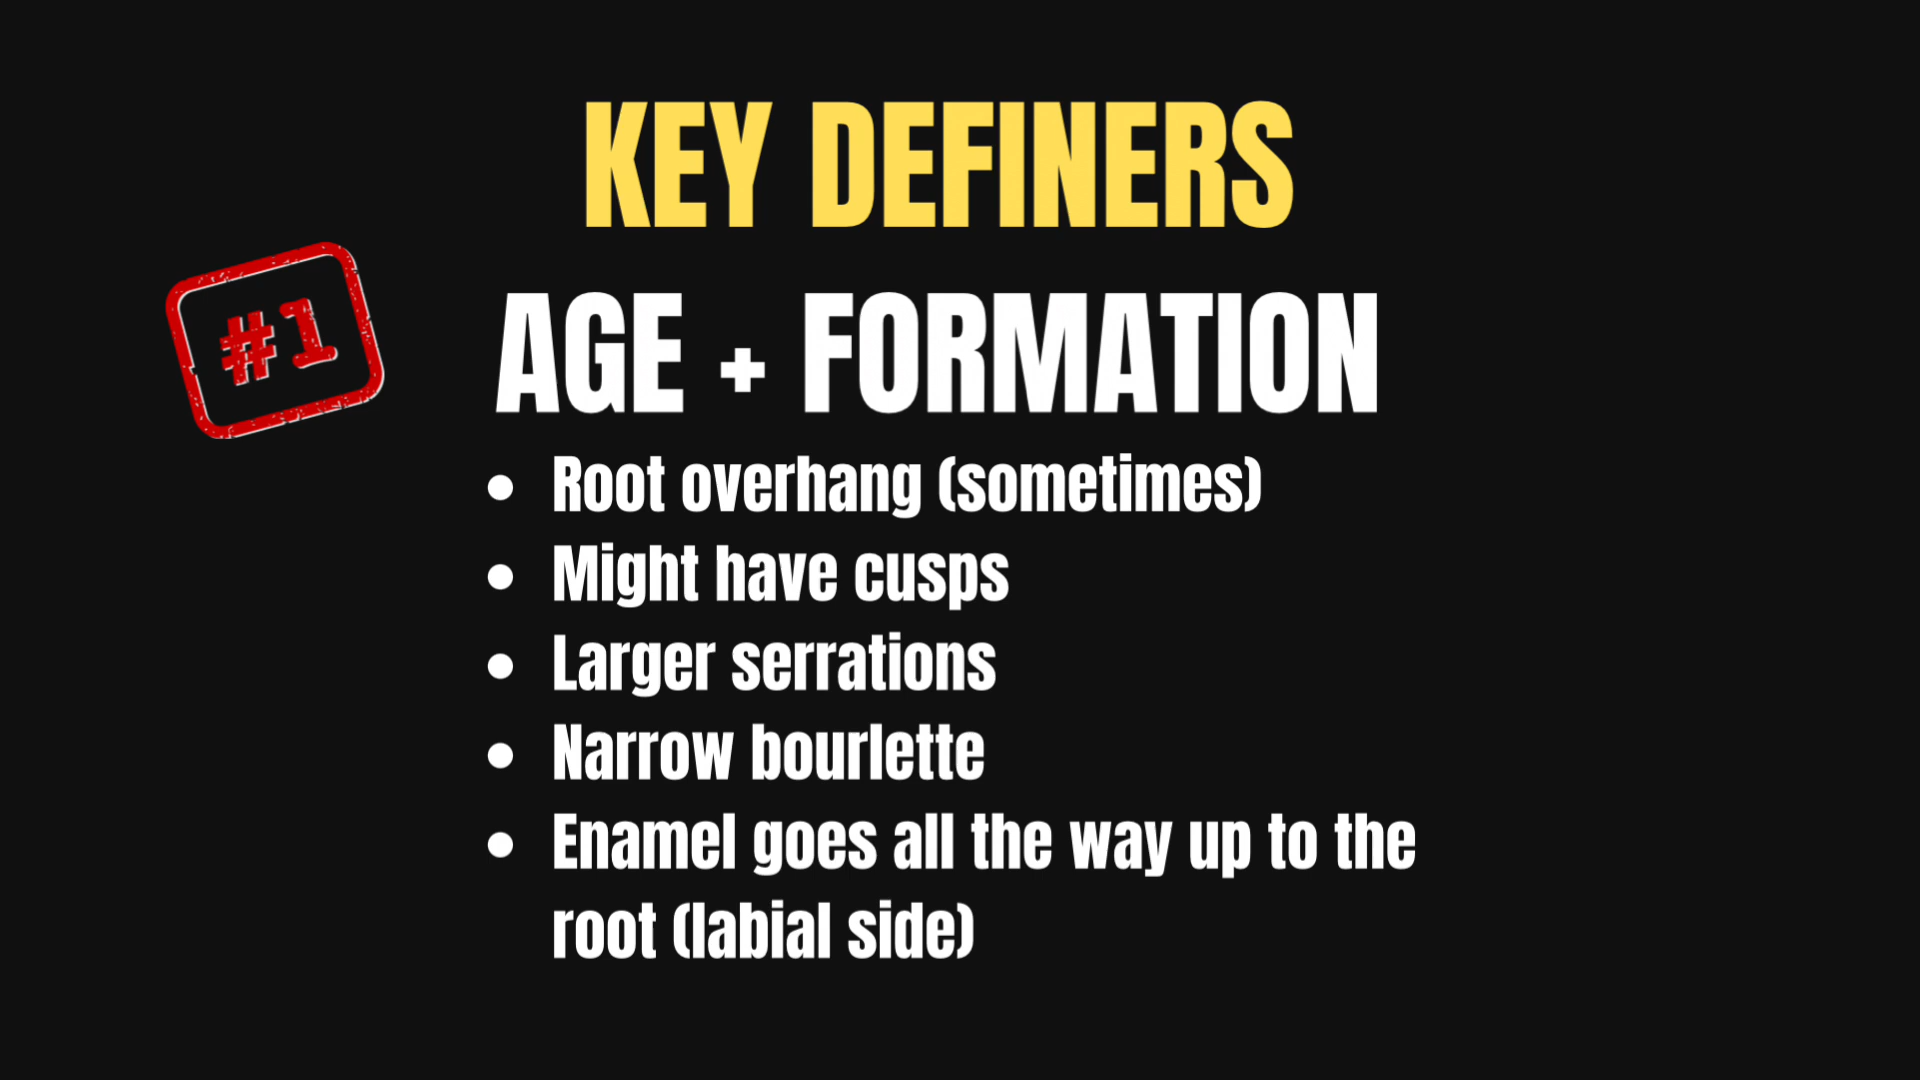 KEY DEFINERS
#1
AGE + FORMATION
• Root overhang (sometimes)
• Might have cusps
• Larger serrations
• Narrow bourlette
• Enamel goes all the way up to the
root (labial side)